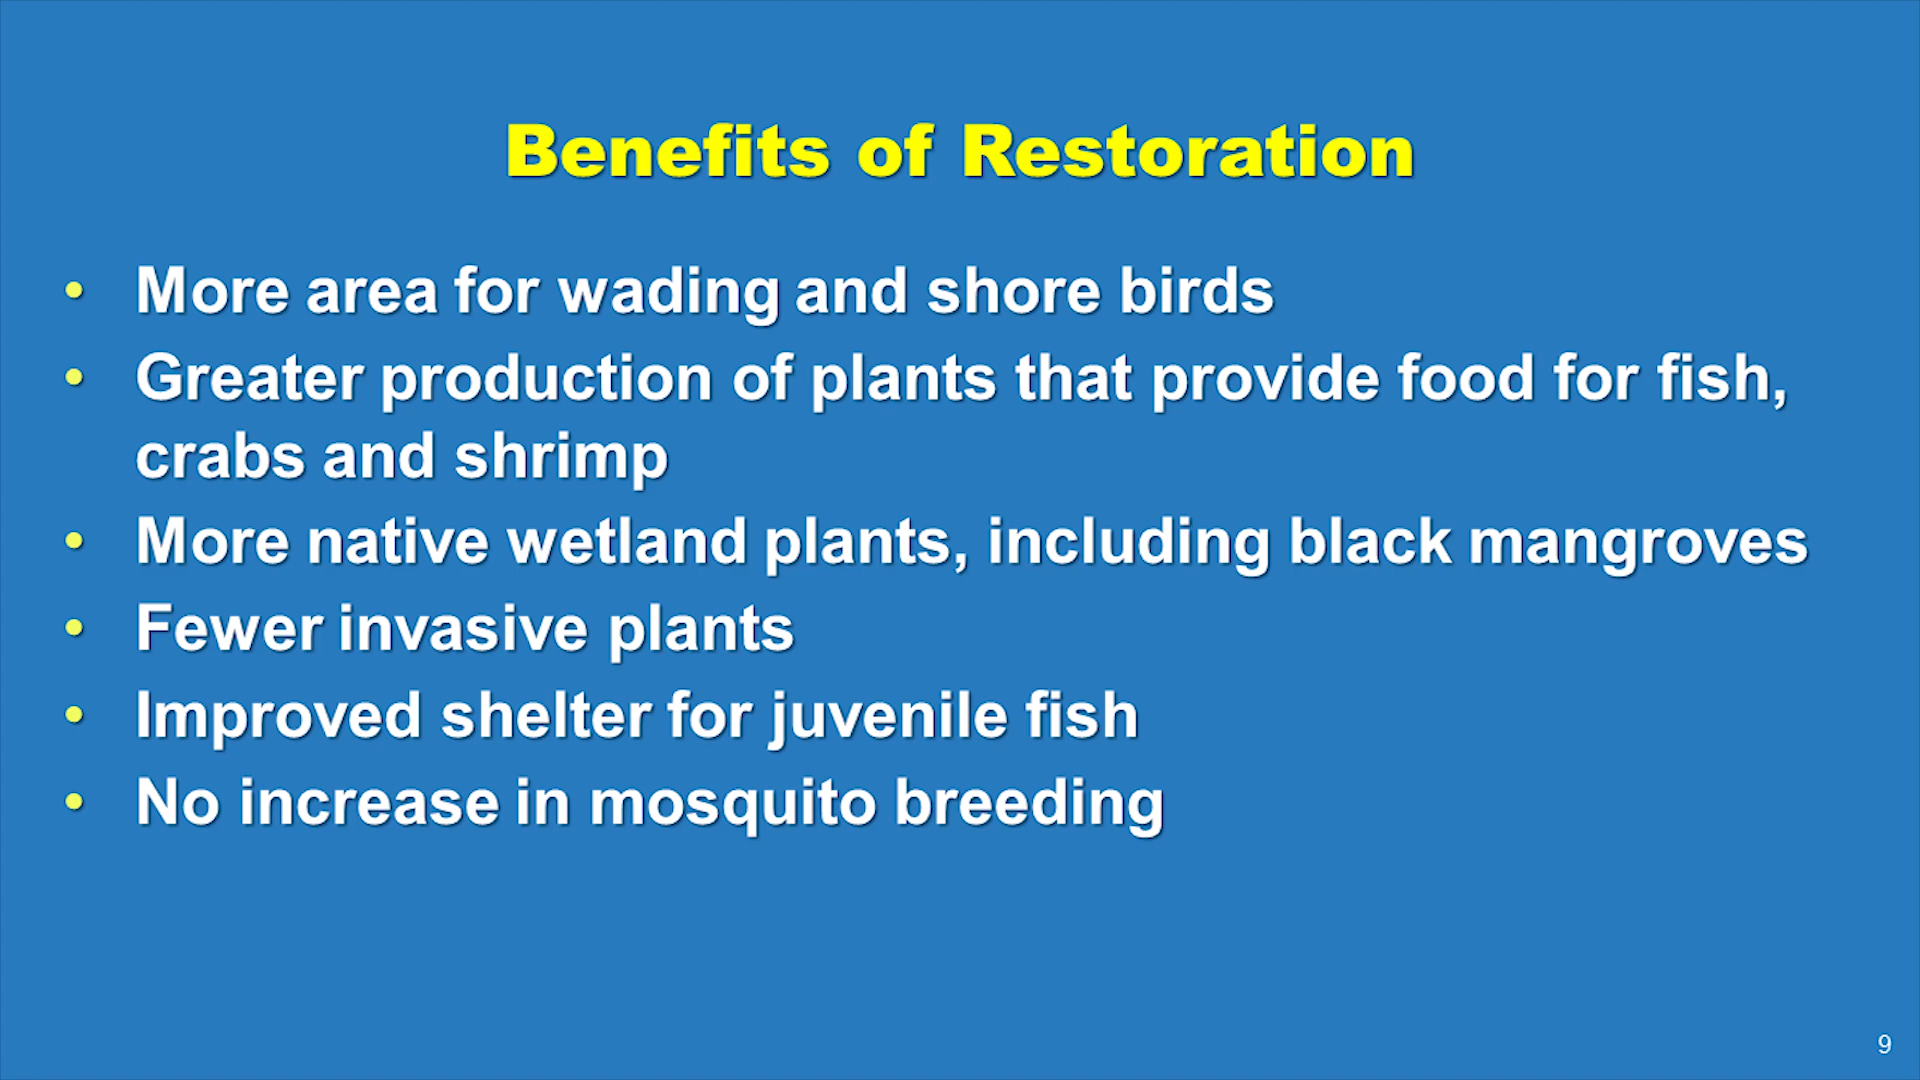 Benefits of Restoration
• More area for wading and shore birds
• Greater production of plants that provide food for fish,
crabs and shrimp
• More native wetland plants, including black mangroves
• Fewer invasive plants
• Improved shelter for juvenile fish
• No increase in mosquito breeding
9